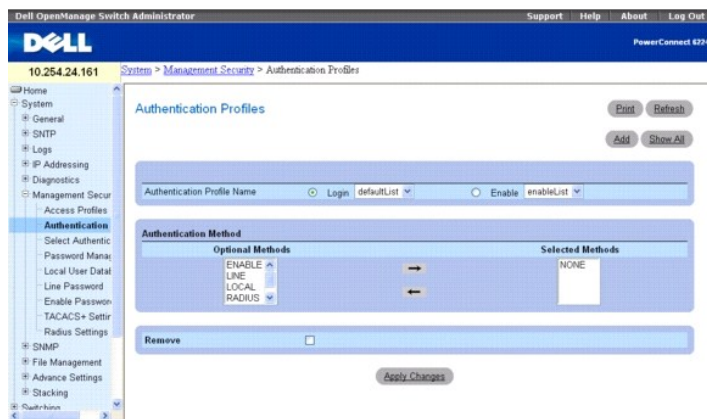 Dell OpenManage Switch Administrator
Support Help About Log Out
DELL
PowerConnect 622
10.254.24.161
System > Management Security > Authentication Profiles
Home
System
General
SNTP
Logs
IP Addressing
Diagnostics
Management Secur
Access Profiles
Authentication
Select Authentic
Password Manag
Local User Datal
Line Password
Enable Passwor
TACACS+ Settin
Radius Settings
SNMP
File Management
Advance Settings
Stacking
Switching
Authentication Profiles
Print Refresh
Add Show All
Authentication Profile Name Login defaultList Enable enableList
Authentication Method
Optional Methods Selected Methods
ENABLE
LINE
LOCAL
RADIUS
NONE
Remove
Apply Changes